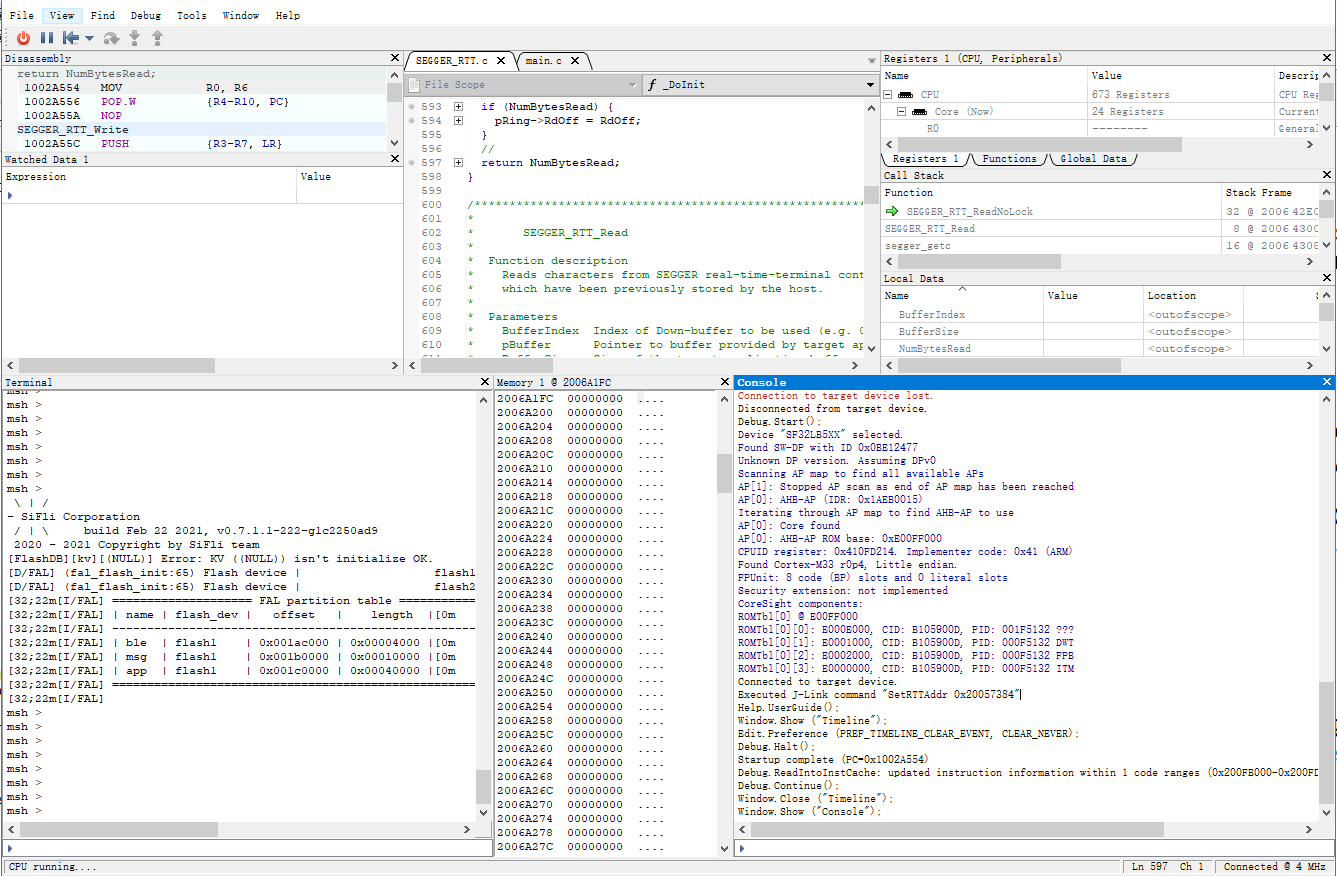 File View Find Debug Tools Window Help
Disassembly
return NumBytesRead;
1002A554 MOV R0, R6
1002A556 POP.W {R4-R10, PC}
1002A55A NOP
SEGGER_RTT_Write
1002A55C PUSH {R3-R7, LR}
Watched Data 1
Expression Value
SEGGER_RTT.c main.c
File Scope _DoInit
593 if (NumBytesRead) {
594 pRing->RdOff = RdOff;
595 }
596 //
597 return NumBytesRead;
598 }
599
600 /********************************************************
601 *
602 * SEGGER_RTT_Read
603 *
604 * Function description
605 * Reads characters from SEGGER real-time-terminal cont
606 * which have been previously stored by the host.
607 *
608 * Parameters
609 * BufferIndex Index of Down-buffer to be used (e.g. 0
610 * pBuffer Pointer to buffer provided by target ap
Registers 1 (CPU, Peripherals)
Name Value Descrip
CPU 673 Registers CPU Reg
Core (Now) 24 Registers Current
R0 -------- General
Registers 1 Functions Global Data
Call Stack
Function Stack Frame
SEGGER_RTT_ReadNoLock 32 @ 2006 42E0
SEGGER_RTT_Read 8 @ 2006 4300
segger_getc 16 @ 2006 4308
Local Data
Name Value Location
BufferIndex <outofscope>
BufferSize <outofscope>
NumBytesRead <outofscope>
Terminal
msh >
msh >
msh >
msh >
msh >
msh >
msh >
\ | /
- SiFli Corporation
/ | \ build Feb 22 2021, v0.7.1.1-222-g1c2250ad9
2020 - 2021 Copyright by SiFli team
[FlashDB][kv][(NULL)] Error: KV ((NULL)) isn't initialize OK.
[D/FAL] (fal_flash_init:65) Flash device | flash1
[D/FAL] (fal_flash_init:65) Flash device | flash2
[32;22m[I/FAL] ==================== FAL partition table ===========
[32;22m[I/FAL] | name | flash_dev | offset | length |[0m
[32;22m[I/FAL] ----------------------------------------------------
[32;22m[I/FAL] | ble | flash1 | 0x001ac000 | 0x00004000 |[0m
[32;22m[I/FAL] | msg | flash1 | 0x001b0000 | 0x00010000 |[0m
[32;22m[I/FAL] | app | flash1 | 0x001c0000 | 0x00040000 |[0m
[32;22m[I/FAL] ====================================================
[32;22m[I/FAL]
msh >
msh >
msh >
msh >
msh >
msh >
msh >
msh >
Memory 1 @ 2006A1FC
2006A1FC 00000000 ....
2006A200 00000000 ....
2006A204 00000000 ....
2006A208 00000000 ....
2006A20C 00000000 ....
2006A210 00000000 ....
2006A214 00000000 ....
2006A218 00000000 ....
2006A21C 00000000 ....
2006A220 00000000 ....
2006A224 00000000 ....
2006A228 00000000 ....
2006A22C 00000000 ....
2006A230 00000000 ....
2006A234 00000000 ....
2006A238 00000000 ....
2006A23C 00000000 ....
2006A240 00000000 ....
2006A244 00000000 ....
2006A248 00000000 ....
2006A24C 00000000 ....
2006A250 00000000 ....
2006A254 00000000 ....
2006A258 00000000 ....
2006A25C 00000000 ....
2006A260 00000000 ....
2006A264 00000000 ....
2006A268 00000000 ....
2006A26C 00000000 ....
2006A270 00000000 ....
2006A274 00000000 ....
2006A278 00000000 ....
2006A27C 00000000 ....
Console
Connection to target device lost.
Disconnected from target device.
Debug.Start();
Device "SF32LB5XX" selected.
Found SW-DP with ID 0x0BE12477
Unknown DP version. Assuming DPv0
Scanning AP map to find all available APs
AP[1]: Stopped AP scan as end of AP map has been reached
AP[0]: AHB-AP (IDR: 0x1AEB0015)
Iterating through AP map to find AHB-AP to use
AP[0]: Core found
AP[0]: AHB-AP ROM base: 0xE00FF000
CPUID register: 0x410FD214. Implementer code: 0x41 (ARM)
Found Cortex-M33 r0p4, Little endian.
FPUnit: 8 code (BP) slots and 0 literal slots
Security extension: not implemented
CoreSight components:
ROMTbl[0] @ E00FF000
ROMTbl[0][0]: E000E000, CID: B105900D, PID: 001F5132 ???
ROMTbl[0][1]: E0001000, CID: B105900D, PID: 000F5132 DWT
ROMTbl[0][2]: E0002000, CID: B105900D, PID: 000F5132 FPB
ROMTbl[0][3]: E0000000, CID: B105900D, PID: 000F5132 ITM
Connected to target device.
Executed J-Link command "SetRTTAddr 0x20057384"
Help.UserGuide();
Window.Show ("Timeline");
Edit.Preference (PREF_TIMELINE_CLEAR_EVENT, CLEAR_NEVER);
Debug.Halt();
Startup complete (PC=0x1002A554)
Debug.ReadIntoInstCache: updated instruction information within 1 code ranges (0x200FB000-0x200FD
Debug.Continue();
Window.Close ("Timeline");
Window.Show ("Console");
CPU running.... Ln 597 Ch 1 Connected @ 4 MHz